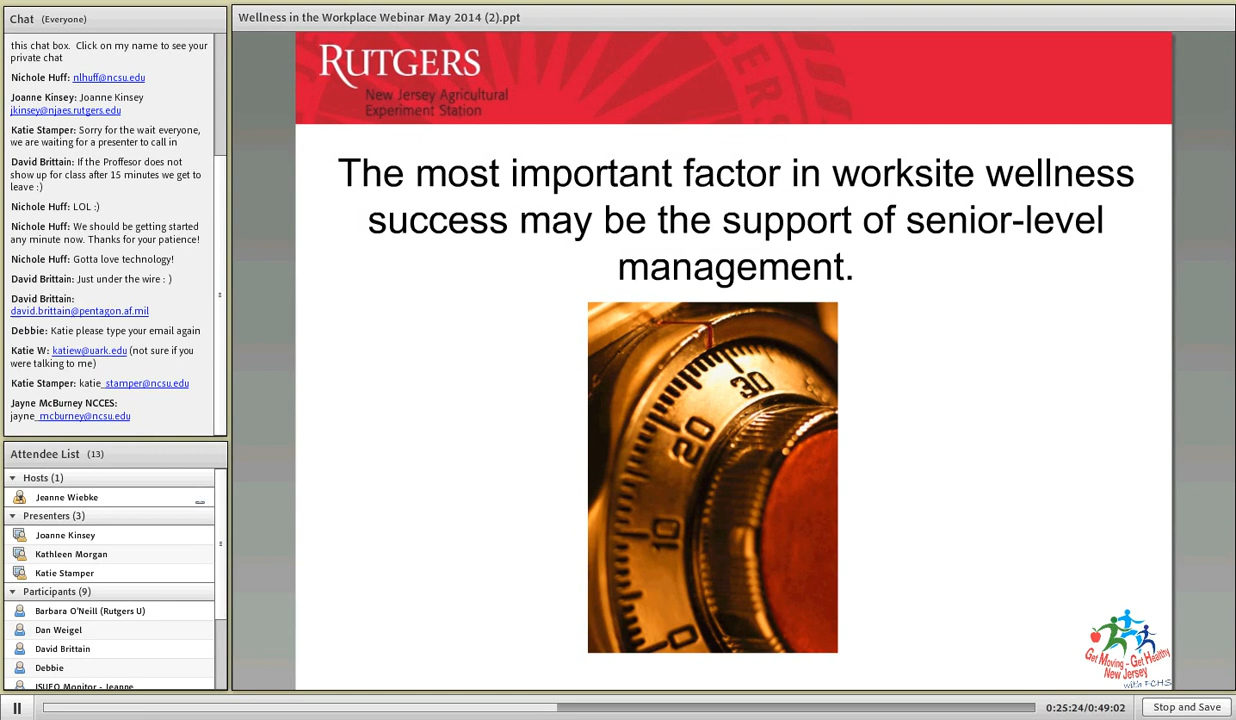 Chat (Everyone)
this chat box.  Click on my name to see your
private chat
Nichole Huff: nlhuff@ncsu.edu
Joanne Kinsey: Joanne Kinsey
jkinsey@njaes.rutgers.edu
Katie Stamper: Sorry for the wait everyone,
we are waiting for a presenter to call in
David Brittain: If the Proffesor does not
show up for class after 15 minutes we get to
leave :)
Nichole Huff: LOL :)
Nichole Huff: We should be getting started
any minute now. Thanks for your patience!
Nichole Huff: Gotta love technology!
David Brittain: Just under the wire : )
David Brittain:
david.brittain@pentagon.af.mil
Debbie: Katie please type your email again
Katie W: katiew@uark.edu (not sure if you
were talking to me)
Katie Stamper: katie_stamper@ncsu.edu
Jayne McBurney NCCES:
jayne_mcburney@ncsu.edu
Attendee List (13)
Hosts (1)
Jeanne Wiebke
Presenters (3)
Joanne Kinsey
Kathleen Morgan
Katie Stamper
Participants (9)
Barbara O'Neill (Rutgers U)
Dan Weigel
David Brittain
Debbie
ISUEO Monitor - Jeanne
Wellness in the Workplace Webinar May 2014 (2).ppt
RUTGERS
New Jersey Agricultural
Experiment Station
The most important factor in worksite wellness
success may be the support of senior-level
management.
30
20
10
0
Get Moving - Get Healthy
New Jersey
with FCHS
0:25:24/0:49:02
Stop and Save